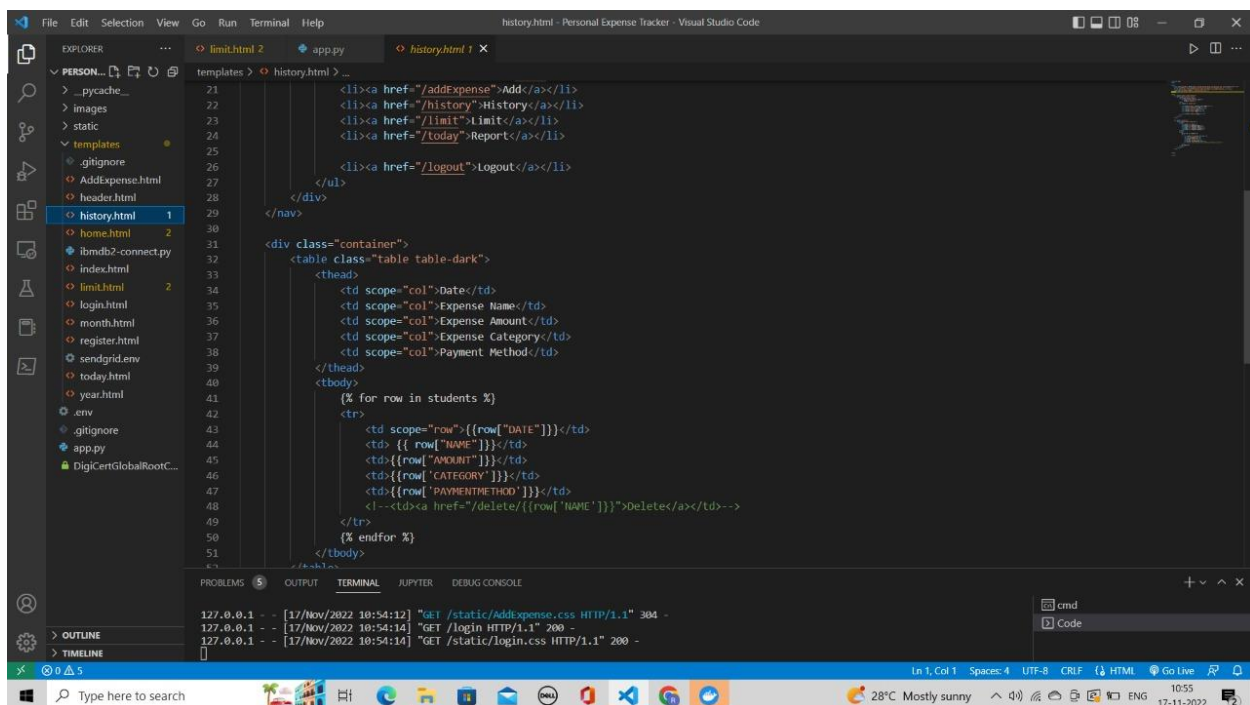 File Edit Selection View Go Run Terminal Help history.html - Personal Expense Tracker - Visual Studio Code
EXPLORER ··· limit.html 2 app.py history.html 1
PERSON... templates > history.html > ...
> __pycache__
> images
> static
templates
.gitignore
AddExpense.html
header.html
history.html 1
home.html 2
ibmdb2-connect.py
index.html
limit.html 2
login.html
month.html
register.html
sendgrid.env
today.html
year.html
.env
.gitignore
app.py
DigiCertGlobalRootC...
> OUTLINE
> TIMELINE
21 <li><a href="/addExpense">Add</a></li>
22 <li><a href="/history">History</a></li>
23 <li><a href="/limit">Limit</a></li>
24 <li><a href="/today">Report</a></li>
25
26 <li><a href="/logout">Logout</a></li>
27 </ul>
28 </div>
29 </nav>
30
31 <div class="container">
32 <table class="table table-dark">
33 <thead>
34 <td scope="col">Date</td>
35 <td scope="col">Expense Name</td>
36 <td scope="col">Expense Amount</td>
37 <td scope="col">Expense Category</td>
38 <td scope="col">Payment Method</td>
39 </thead>
40 <tbody>
41 {% for row in students %}
42 <tr>
43 <td scope="row">{{row["DATE"]}}</td>
44 <td> {{ row["NAME"]}}</td>
45 <td>{{row["AMOUNT"]}}</td>
46 <td>{{row['CATEGORY']}}</td>
47 <td>{{row['PAYMENTMETHOD']}}</td>
48 <!--<td><a href="/delete/{{row['NAME']}}">Delete</a></td>-->
49 </tr>
50 {% endfor %}
51 </tbody>
52 </table>
PROBLEMS 5 OUTPUT TERMINAL JUPYTER DEBUG CONSOLE
127.0.0.1 - - [17/Nov/2022 10:54:12] "GET /static/AddExpense.css HTTP/1.1" 304 -
127.0.0.1 - - [17/Nov/2022 10:54:14] "GET /login HTTP/1.1" 200 -
127.0.0.1 - - [17/Nov/2022 10:54:14] "GET /static/login.css HTTP/1.1" 200 -
cmd
Code
0 5 Ln 1, Col 1 Spaces: 4 UTF-8 CRLF HTML Go Live
Type here to search DELL 28°C Mostly sunny ENG 10:55
17-11-2022 2